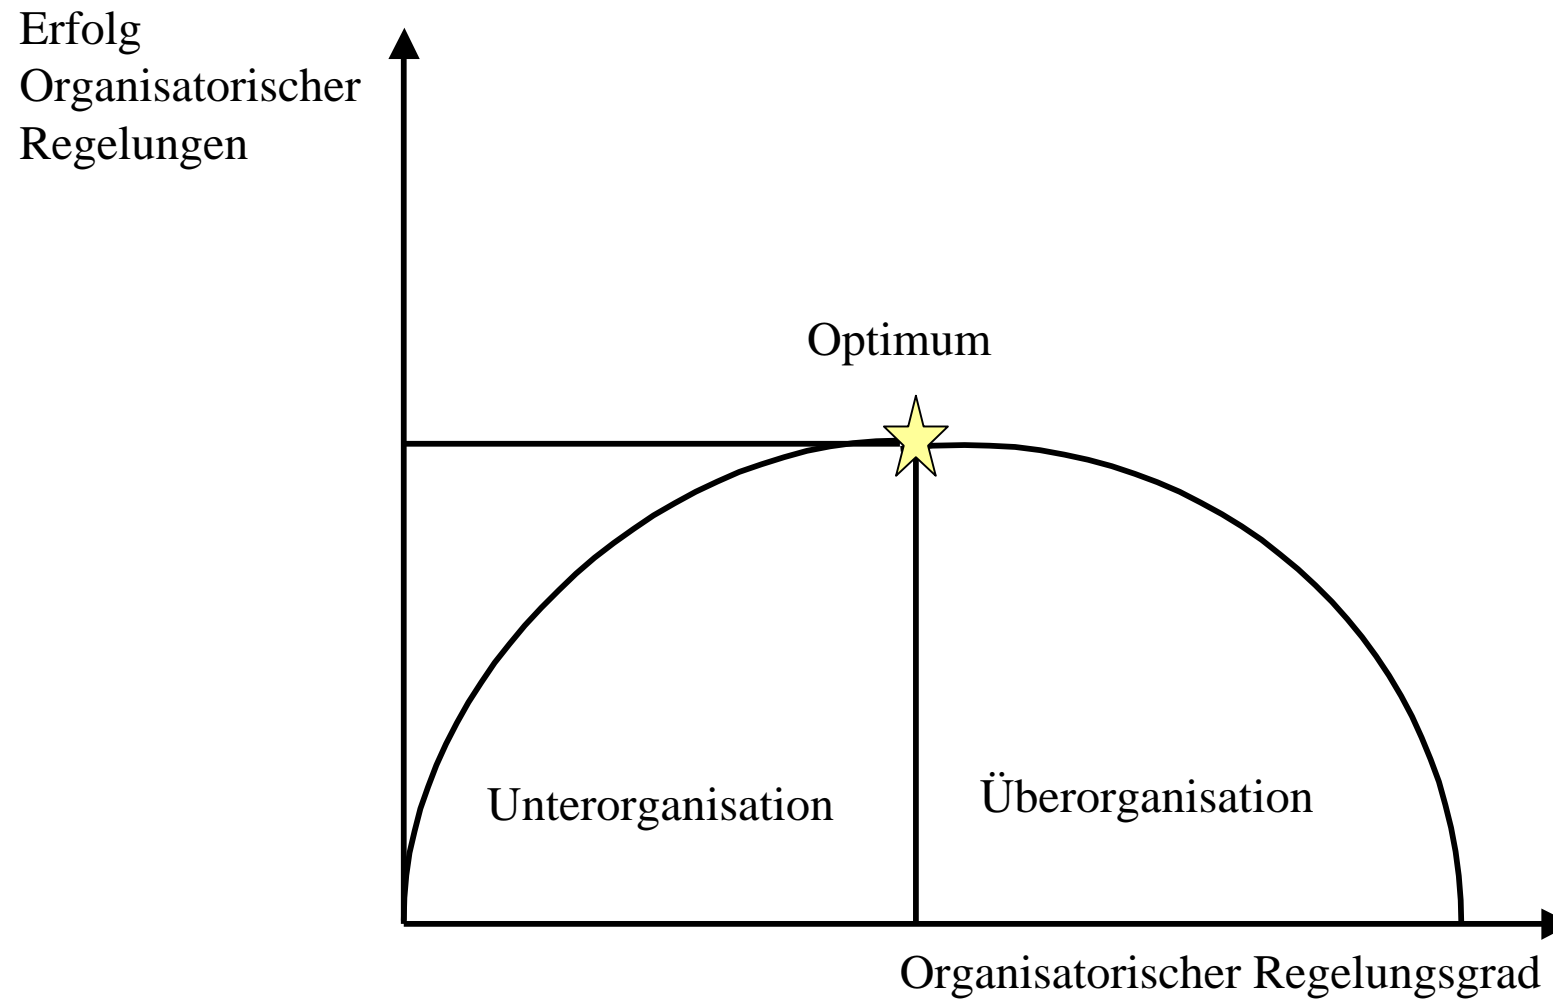 Erfolg
Organisatorischer
Regelungen
Optimum
Unterorganisation
Überorganisation
Organisatorischer Regelungsgrad